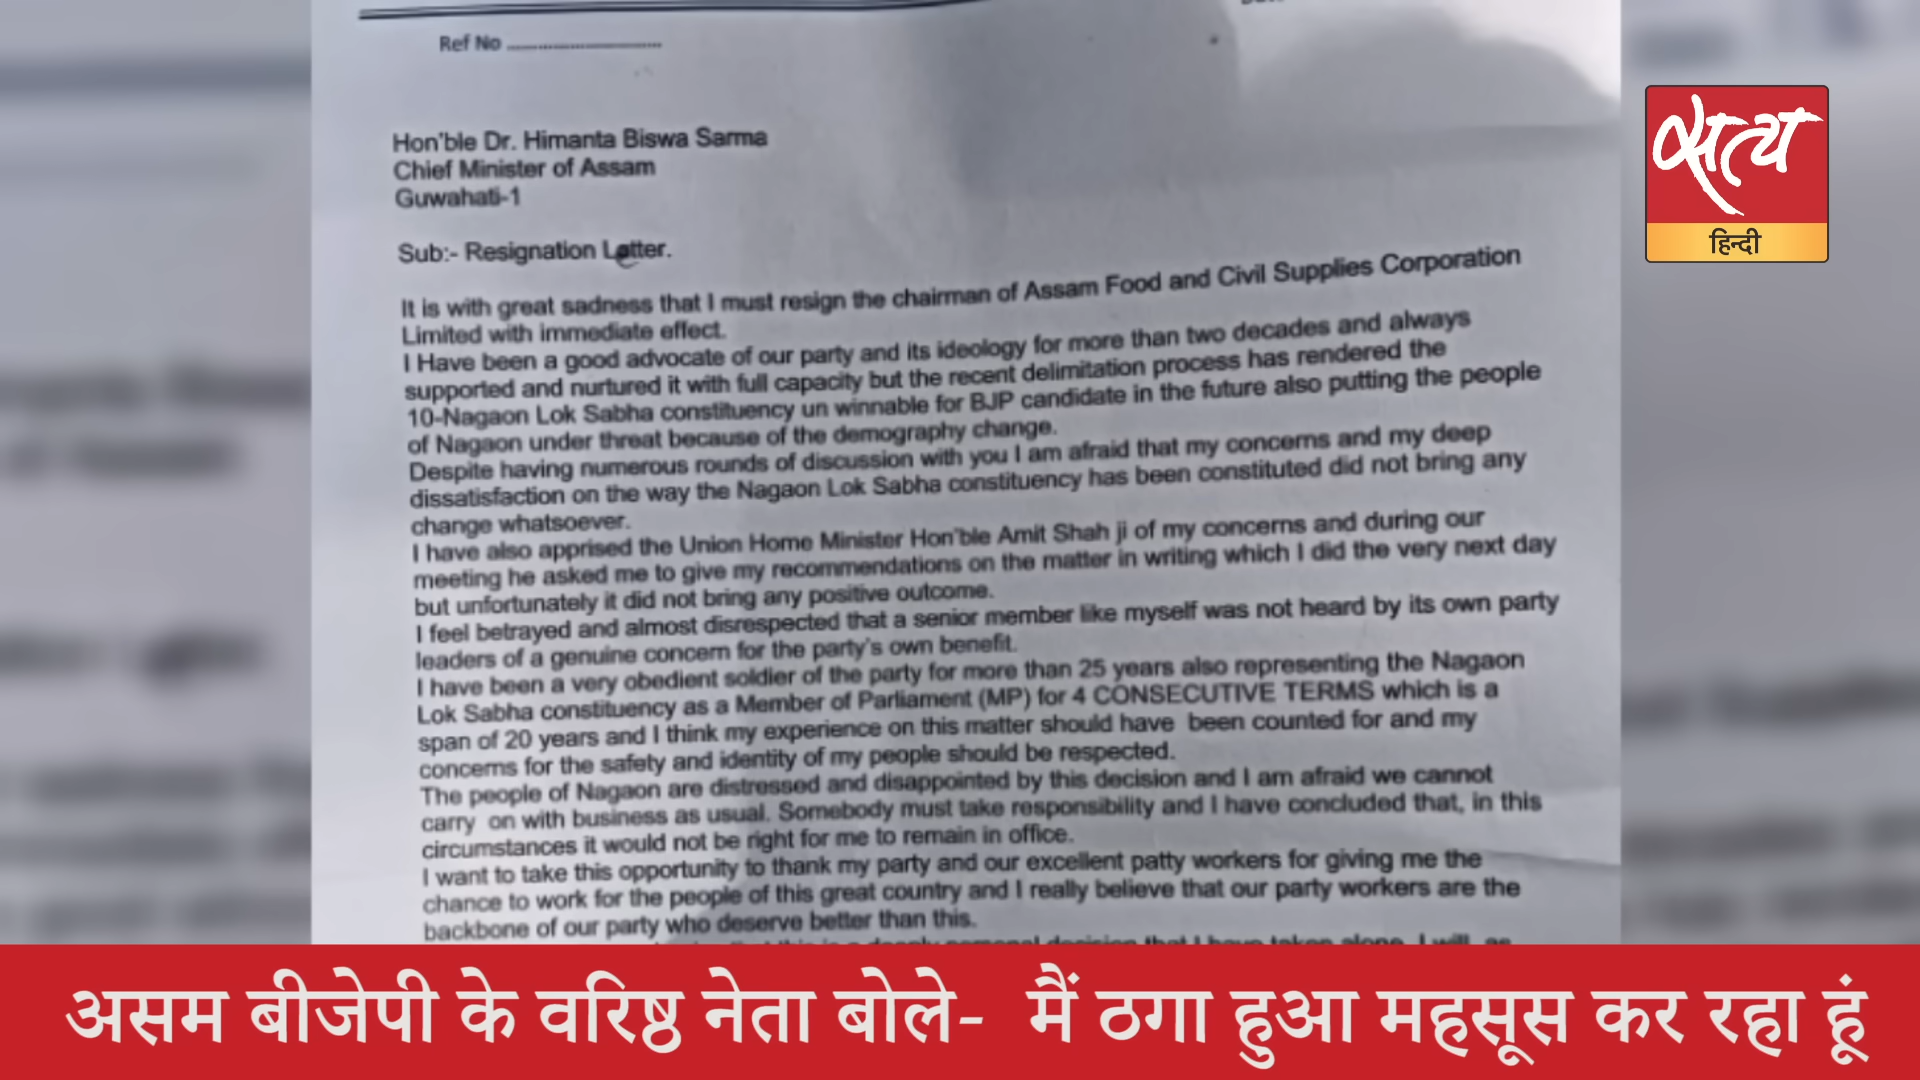 Ref No
Hon'ble Dr. Himanta Biswa Sarma
Chief Minister of Assam
Guwahati-1
Sub:- Resignation Letter.
It is with great sadness that I must resign the chairman of Assam Food and Civil Supplies Corporation
Limited with immediate effect.
I Have been a good advocate of our party and its ideology for more than two decades and always
supported and nurtured it with full capacity but the recent delimitation process has rendered the
10-Nagaon Lok Sabha constituency un winnable for BJP candidate in the future also putting the people
of Nagaon under threat because of the demography change.
Despite having numerous rounds of discussion with you I am afraid that my concerns and my deep
dissatisfaction on the way the Nagaon Lok Sabha constituency has been constituted did not bring any
change whatsoever.
I have also apprised the Union Home Minister Hon'ble Amit Shah ji of my concerns and during our
meeting he asked me to give my recommendations on the matter in writing which I did the very next day
but unfortunately it did not bring any positive outcome.
I feel betrayed and almost disrespected that a senior member like myself was not heard by its own party
leaders of a genuine concern for the party's own benefit.
I have been a very obedient soldier of the party for more than 25 years also representing the Nagaon
Lok Sabha constituency as a Member of Parliament (MP) for 4 CONSECUTIVE TERMS which is a
span of 20 years and I think my experience on this matter should have been counted for and my
concerns for the safety and identity of my people should be respected.
The people of Nagaon are distressed and disappointed by this decision and I am afraid we cannot
carry on with business as usual. Somebody must take responsibility and I have concluded that, in this
circumstances it would not be right for me to remain in office.
I want to take this opportunity to thank my party and our excellent patty workers for giving me the
chance to work for the people of this great country and I really believe that our party workers are the
backbone of our party who deserve better than this.
सत्य
हिन्दी
असम बीजेपी के वरिष्ठ नेता बोले- मैं ठगा हुआ महसूस कर रहा हूं